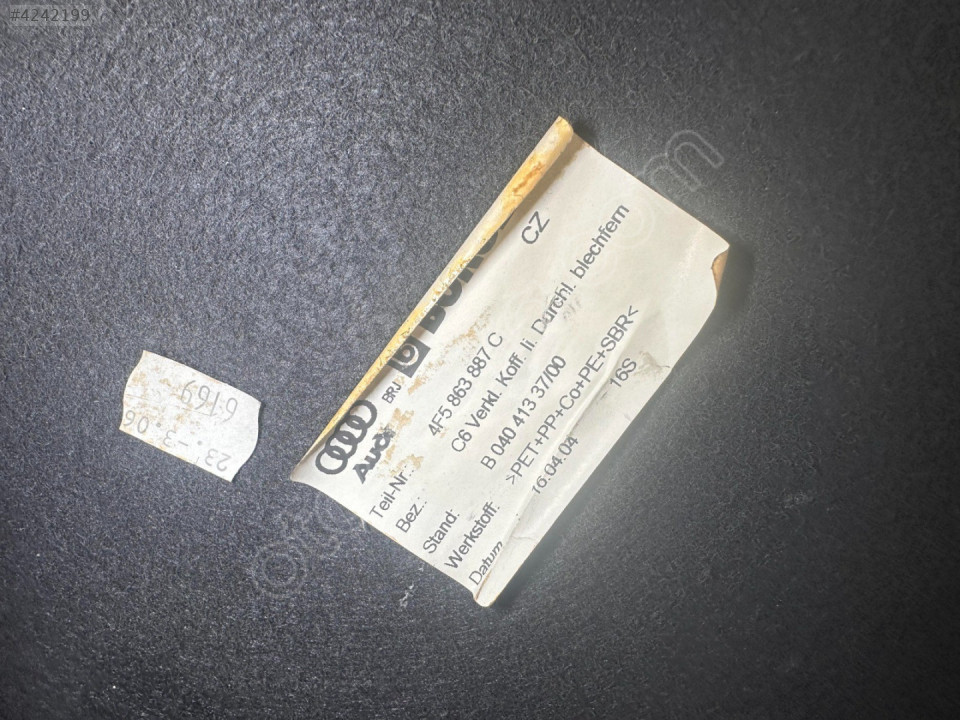 #4242199
Audi
BRJ
CZ
Teil-Nr.: 4F5 863 887 C
Bez.: C6 Verkl. Koff. li. Durchl. blechfern
Stand: B 040 413 37/00
Werkstoff: >PET+PP+Co+PE+SBR<
Datum 16.04.04 16S
23. -3. 06
6169